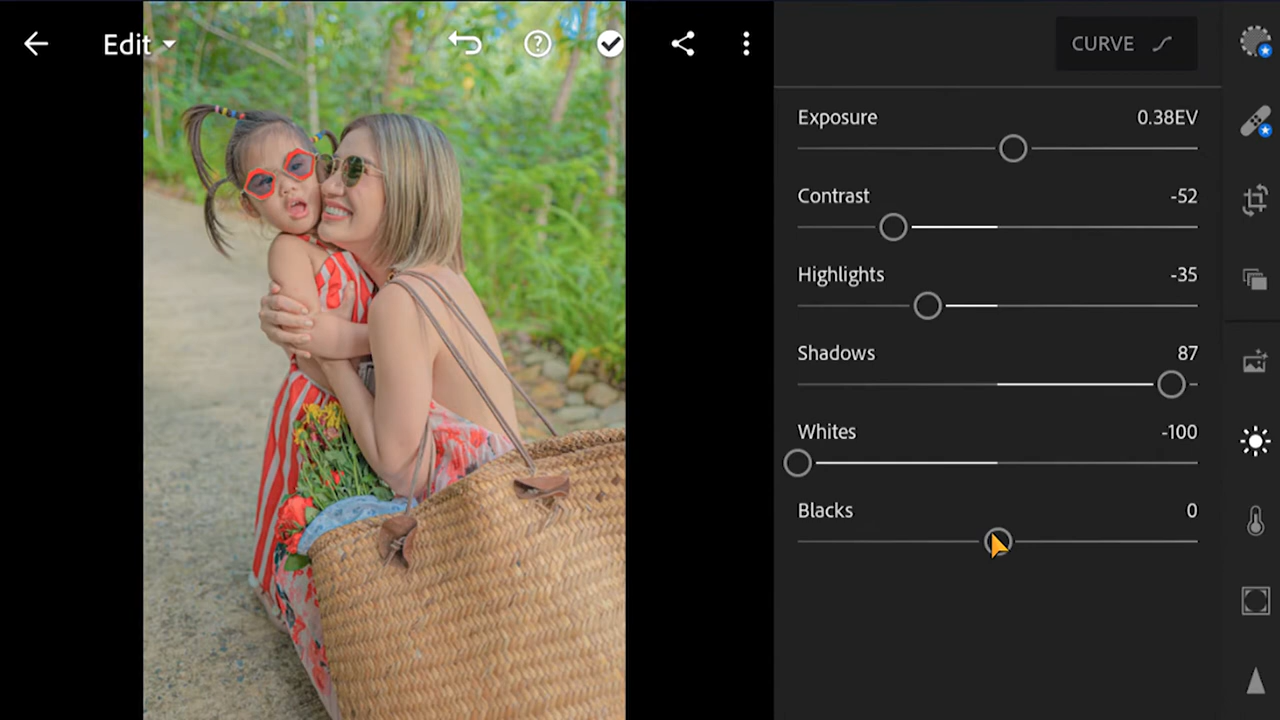 Edit
CURVE
Exposure 0.38EV
Contrast -52
Highlights -35
Shadows 87
Whites -100
Blacks 0